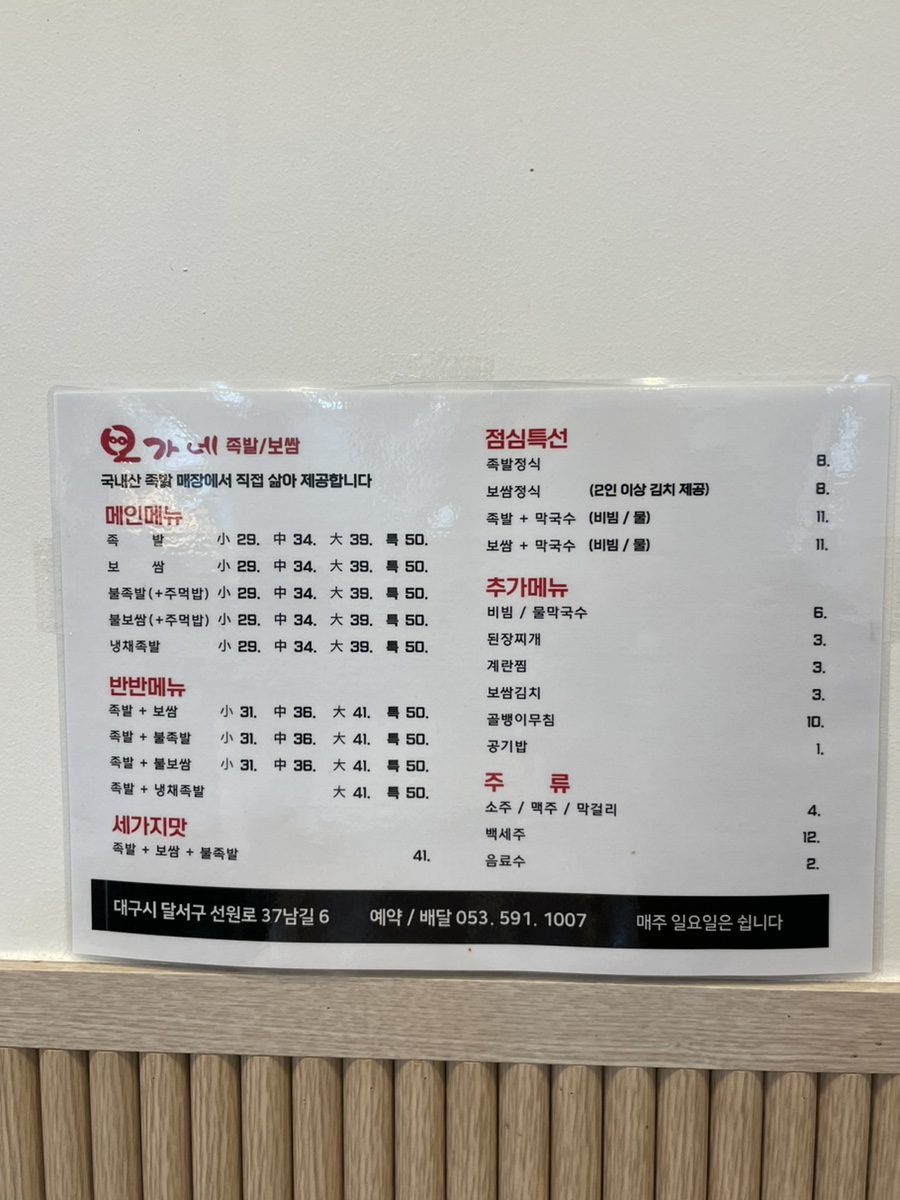 오가네 족발/보쌈
국내산 족발 매장에서 직접 삶아 제공합니다
메인메뉴
족 발 小 29. 中 34. 大 39. 특 50.
보 쌈 小 29. 中 34. 大 39. 특 50.
불족발(+주먹밥) 小 29. 中 34. 大 39. 특 50.
불보쌈(+주먹밥) 小 29. 中 34. 大 39. 특 50.
냉채족발 小 29. 中 34. 大 39. 특 50.
반반메뉴
족발 + 보쌈 小 31. 中 36. 大 41. 특 50.
족발 + 불족발 小 31. 中 36. 大 41. 특 50.
족발 + 불보쌈 小 31. 中 36. 大 41. 특 50.
족발 + 냉채족발 大 41. 특 50.
세가지맛
족발 + 보쌈 + 불족발 41.
점심특선
족발정식 8.
보쌈정식 (2인 이상 김치 제공) 8.
족발 + 막국수 (비빔 / 물) 11.
보쌈 + 막국수 (비빔 / 물) 11.
추가메뉴
비빔 / 물막국수 6.
된장찌개 3.
계란찜 3.
보쌈김치 3.
골뱅이무침 10.
공기밥 1.
주 류
소주 / 맥주 / 막걸리 4.
백세주 12.
음료수 2.
대구시 달서구 선원로 37남길 6 예약 / 배달 053. 591. 1007 매주 일요일은 쉽니다